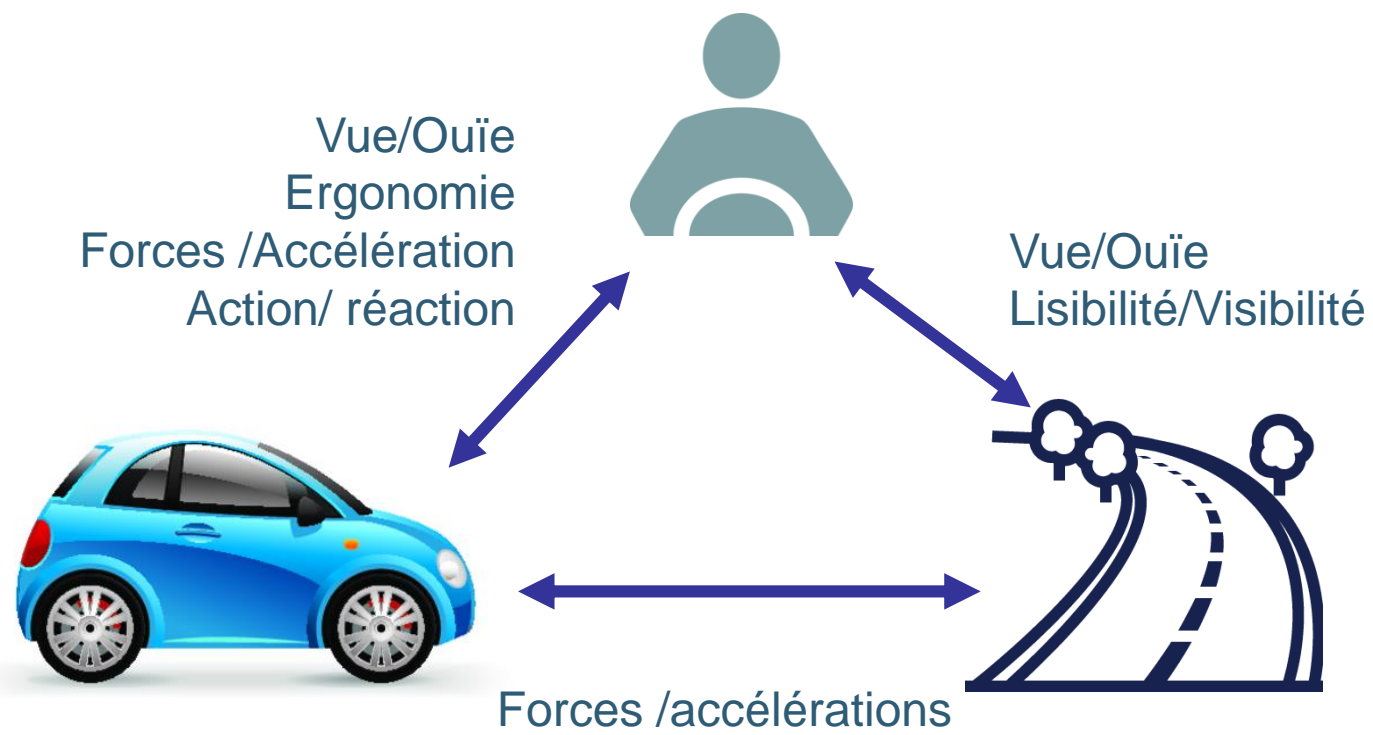 Vue/Ouïe
Ergonomie
Forces /Accélération
Action/ réaction
Vue/Ouïe
Lisibilité/Visibilité
Forces /accélérations